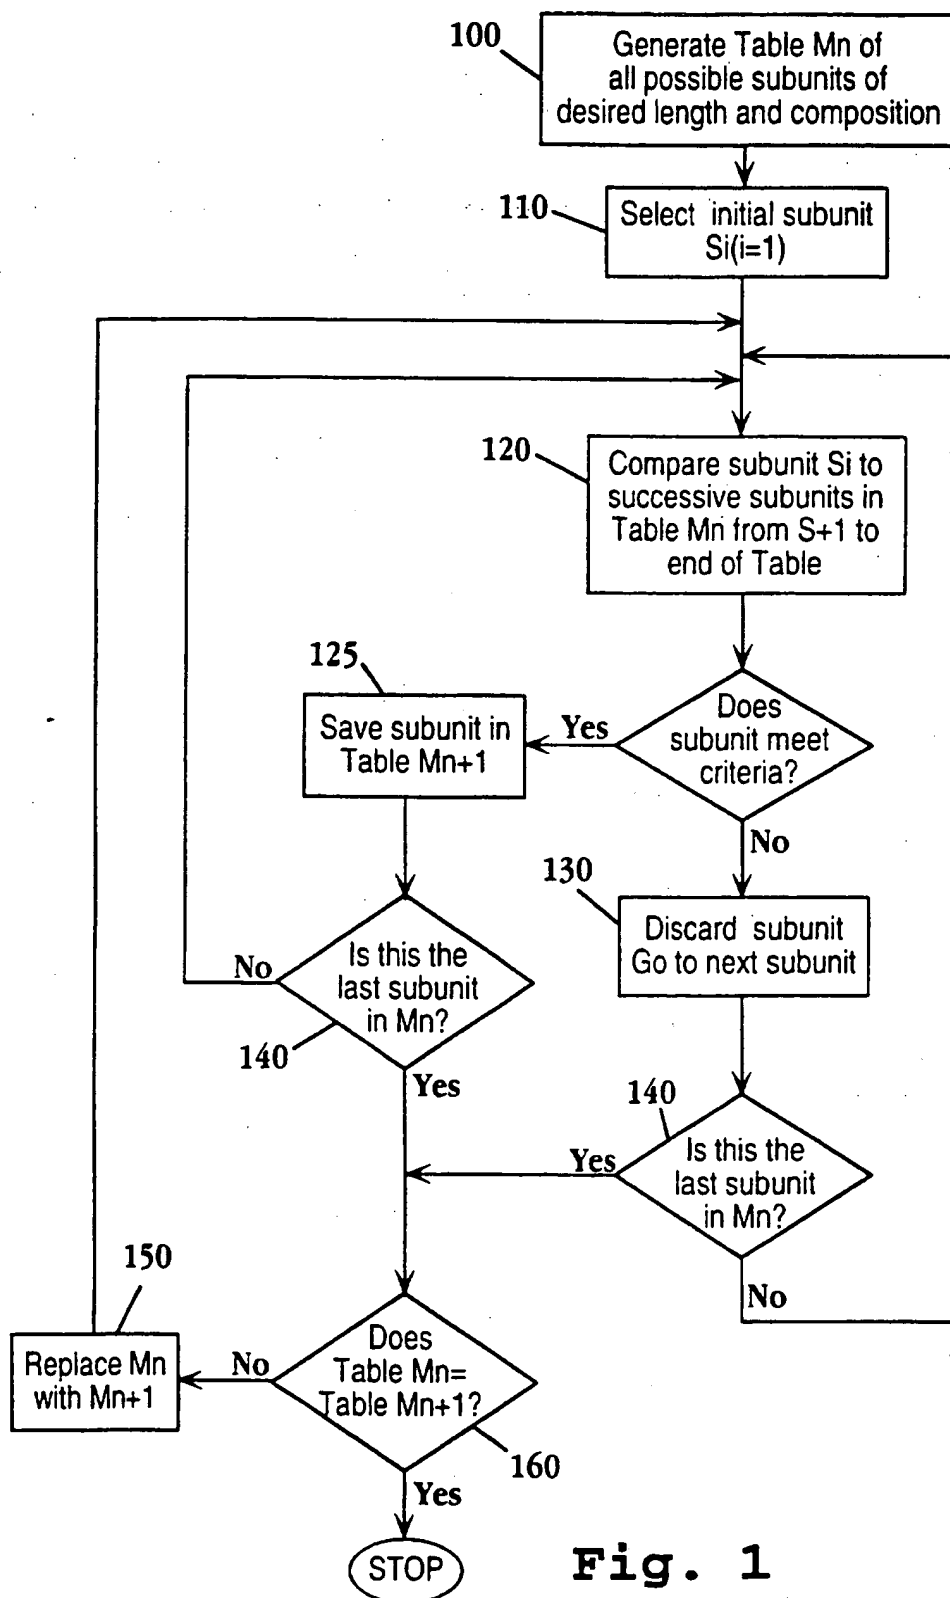 100
Generate Table Mn of
all possible subunits of
desired length and composition
110
Select initial subunit
Si(i=1)
120
Compare subunit Si to
successive subunits in
Table Mn from S+1 to
end of Table
125
Save subunit in
Table Mn+1
Yes
Does
subunit meet
criteria?
No
130
Discard subunit
Go to next subunit
No
Is this the
last subunit
in Mn?
140
Yes
140
Yes
Is this the
last subunit
in Mn?
No
150
Replace Mn
with Mn+1
No
Does
Table Mn=
Table Mn+1?
160
Yes
STOP
Fig. 1